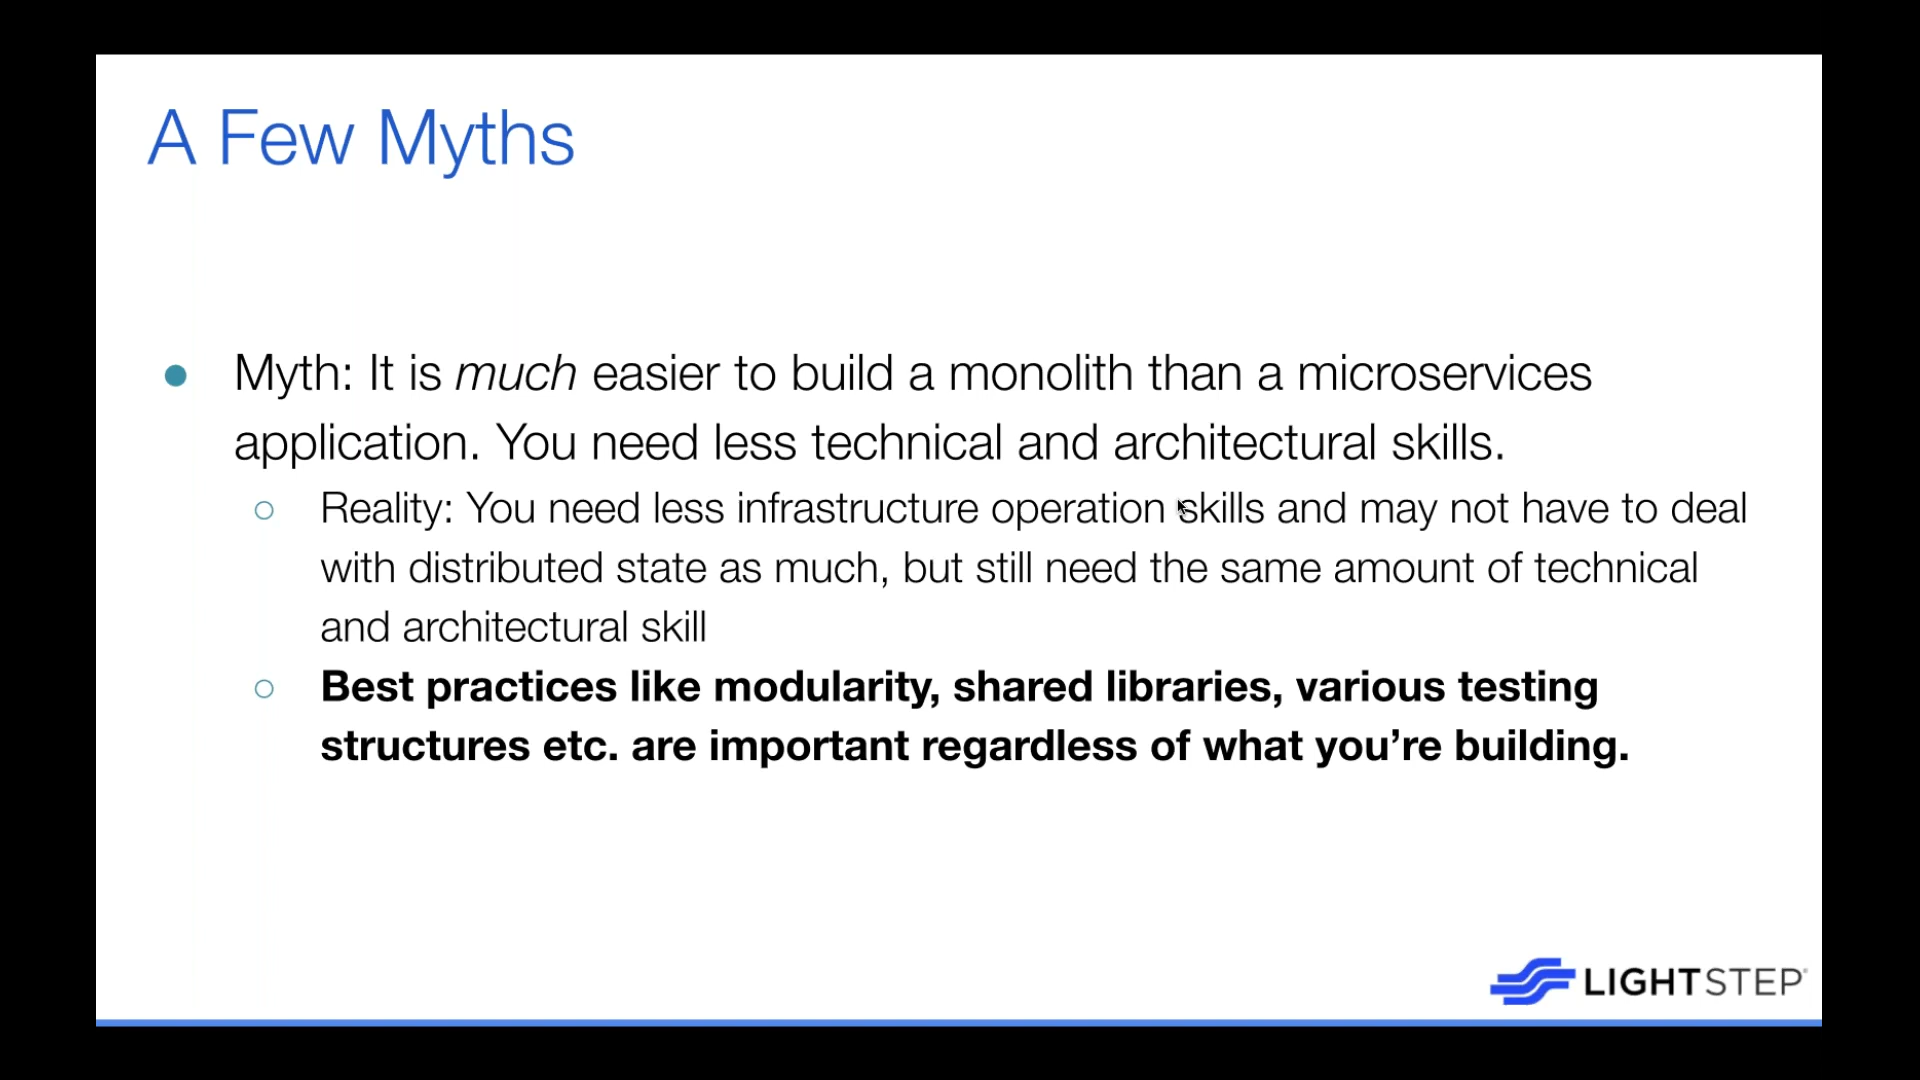 A Few Myths
Myth: It is much easier to build a monolith than a microservices
application. You need less technical and architectural skills.
Reality: You need less infrastructure operation skills and may not have to deal
with distributed state as much, but still need the same amount of technical
and architectural skill
Best practices like modularity, shared libraries, various testing
structures etc. are important regardless of what you’re building.
LIGHTSTEP